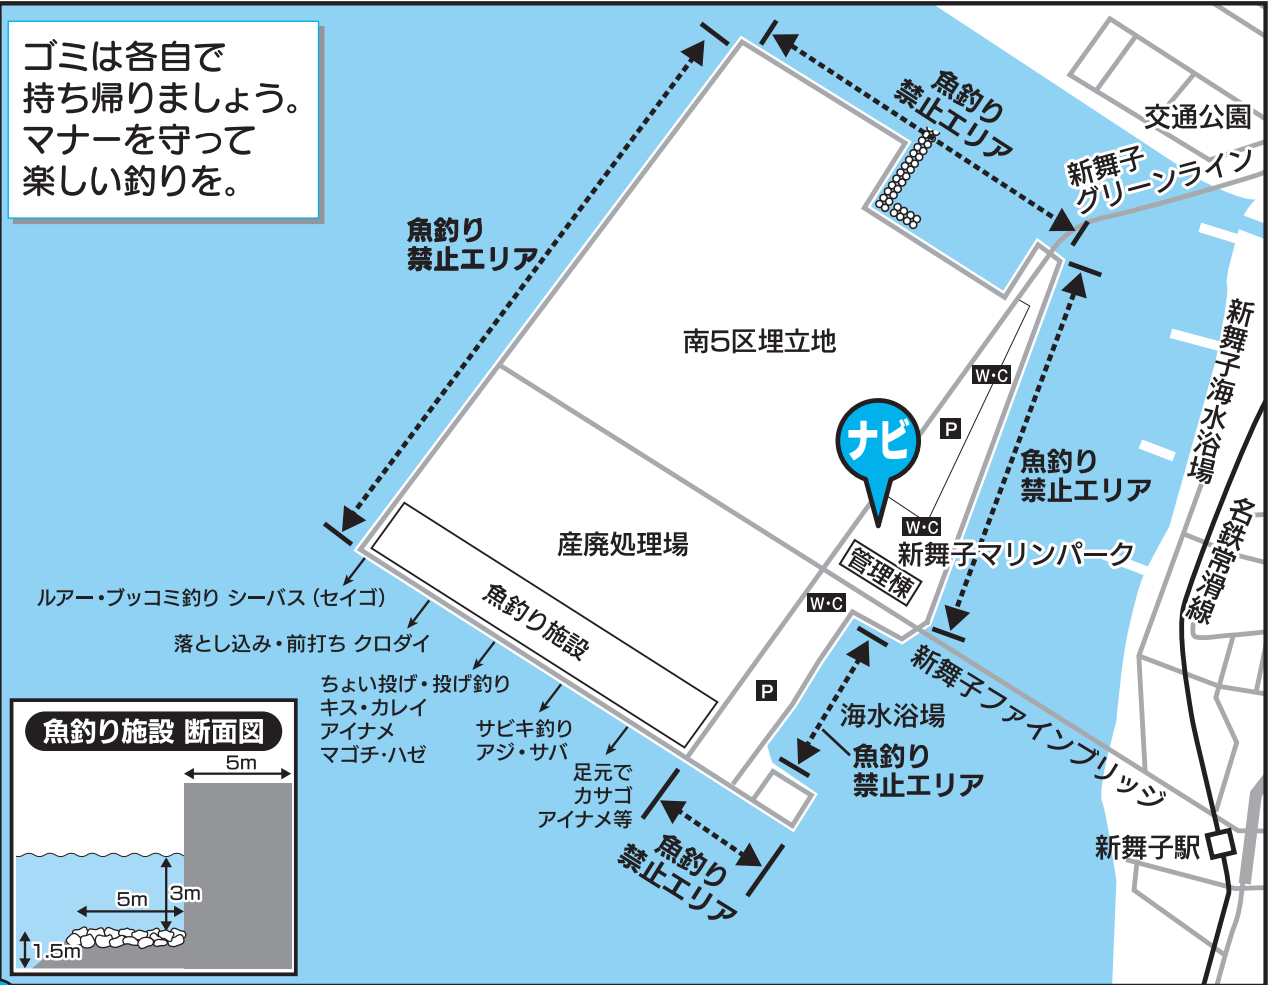 ゴミは各自で
持ち帰りましょう。
マナーを守って
楽しい釣りを。
魚釣り
禁止エリア
魚釣り
禁止エリア
交通公園
新舞子
グリーンライン
南5区埋立地
W・C
P
ナビ
魚釣り
禁止エリア
新舞子海水浴場
名鉄常滑線
W・C
新舞子マリンパーク
管理棟
産廃処理場
W・C
魚釣り施設
P
新舞子ファインブリッジ
海水浴場
魚釣り
禁止エリア
新舞子駅
魚釣り
禁止エリア
ルアー・ブッコミ釣り シーバス（セイゴ）
落とし込み・前打ち クロダイ
ちょい投げ・投げ釣り
キス・カレイ
アイナメ
マゴチ・ハゼ
サビキ釣り
アジ・サバ
足元で
カサゴ
アイナメ等
魚釣り施設 断面図
5m
5m
3m
1.5m